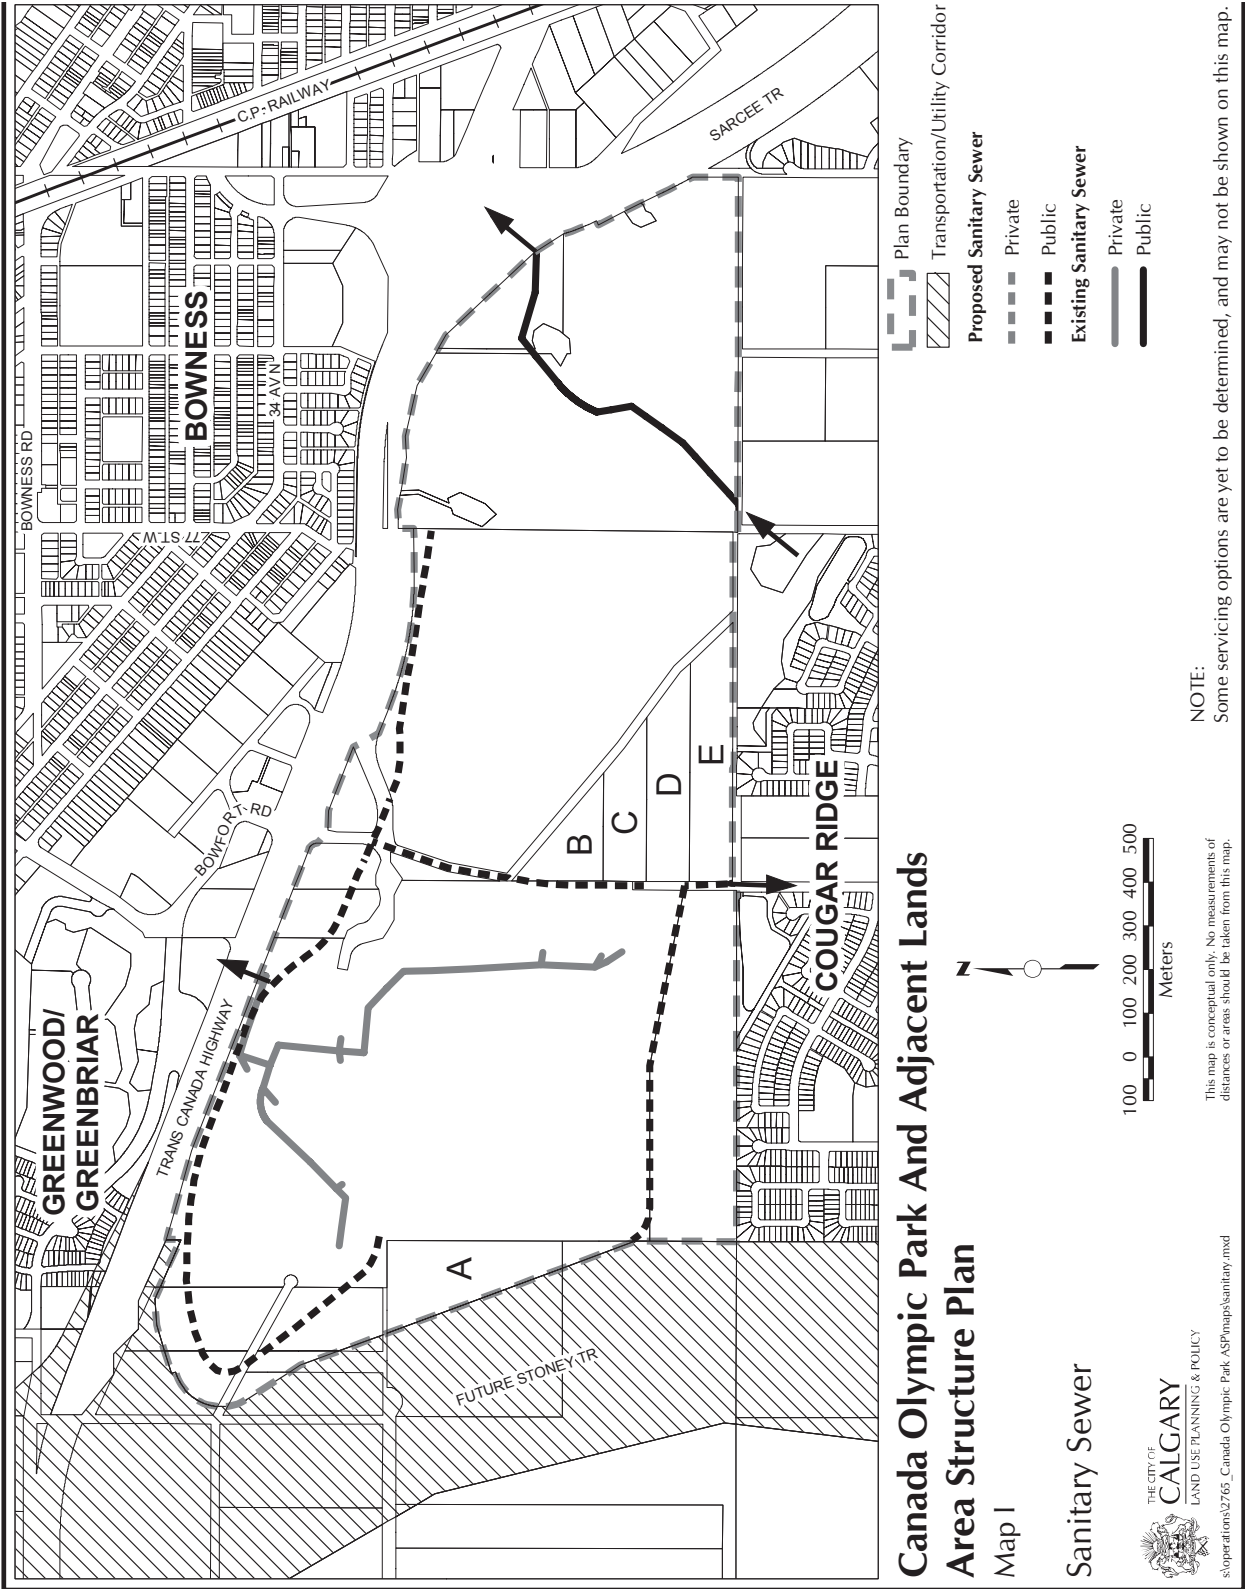 GREENWOOD/
GREENBRIAR
BOWNESS
COUGAR RIDGE
BOWNESS RD
77 ST W
34 AV N
C.P. RAILWAY
SARCEE TR
BOWFORT RD
TRANS CANADA HIGHWAY
FUTURE STONEY TR
A
B
C
D
E
Canada Olympic Park And Adjacent Lands
Area Structure Plan
Map I
Sanitary Sewer
THE CITY OF
CALGARY
LAND USE PLANNING & POLICY
s:\operations\2765_Canada Olympic Park ASP\maps\sanitary.mxd
N
100 0 100 200 300 400 500
Meters
This map is conceptual only. No measurements of
distances or areas should be taken from this map.
Plan Boundary
Transportation/Utility Corridor
Proposed Sanitary Sewer
Private
Public
Existing Sanitary Sewer
Private
Public
NOTE:
Some servicing options are yet to be determined, and may not be shown on this map.